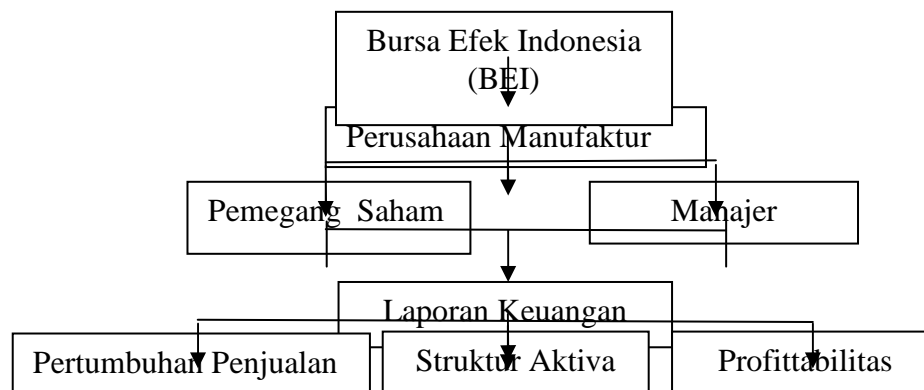 Bursa Efek Indonesia
(BEI)
Perusahaan Manufaktur
Pemegang Saham
Manajer
Laporan Keuangan
Pertumbuhan Penjualan
Struktur Aktiva
Profittabilitas